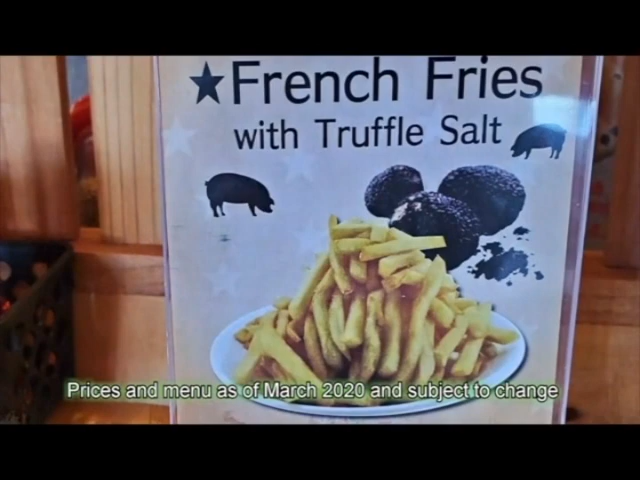 ★French Fries
with Truffle Salt
Prices and menu as of March 2020 and subject to change